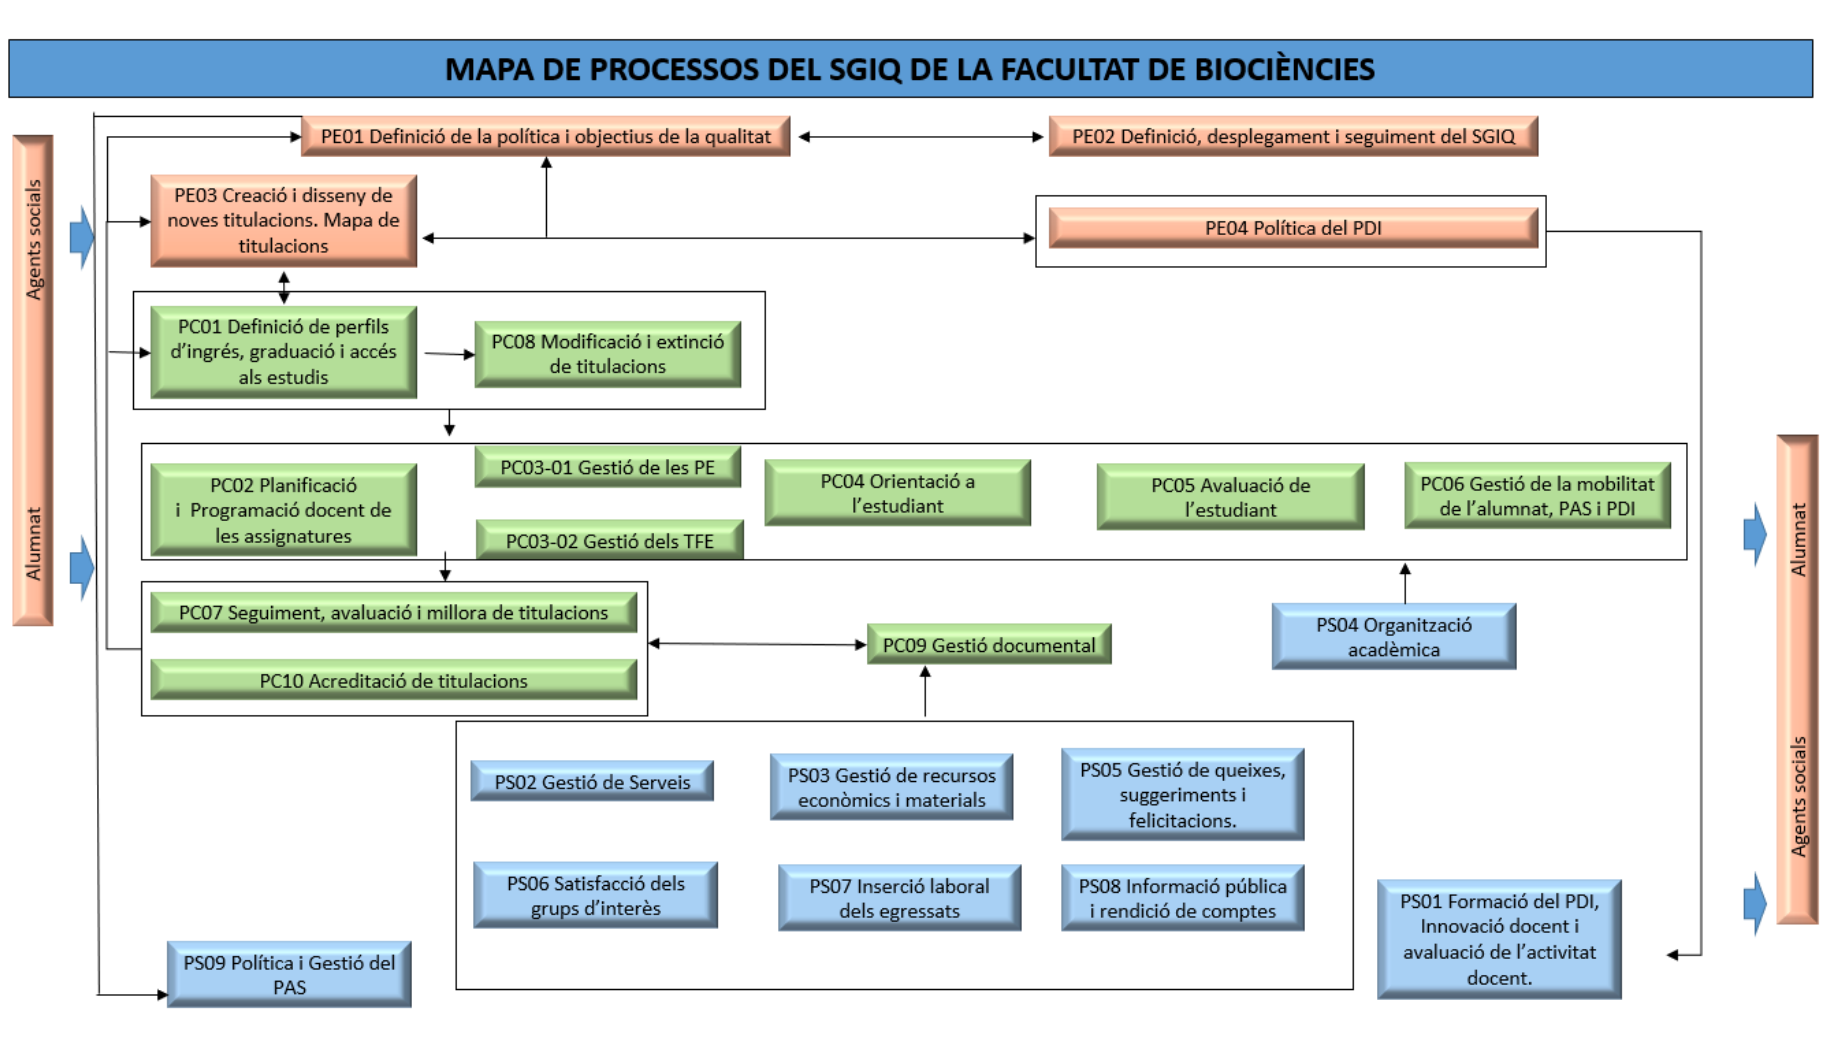 MAPA DE PROCESSOS DEL SGIQ DE LA FACULTAT DE BIOCIÈNCIES
Agents socials
Alumnat
PE01 Definició de la política i objectius de la qualitat
PE02 Definició, desplegament i seguiment del SGIQ
PE03 Creació i disseny de
noves titulacions. Mapa de
titulacions
PE04 Política del PDI
PC01 Definició de perfils
d’ingrés, graduació i accés
als estudis
PC08 Modificació i extinció
de titulacions
PC02 Planificació
i Programació docent de
les assignatures
PC03-01 Gestió de les PE
PC03-02 Gestió dels TFE
PC04 Orientació a
l’estudiant
PC05 Avaluació de
l’estudiant
PC06 Gestió de la mobilitat
de l’alumnat, PAS i PDI
PC07 Seguiment, avaluació i millora de titulacions
PC10 Acreditació de titulacions
PC09 Gestió documental
PS04 Organització
acadèmica
PS02 Gestió de Serveis
PS03 Gestió de recursos
econòmics i materials
PS05 Gestió de queixes,
suggeriments i
felicitacions.
PS06 Satisfacció dels
grups d’interès
PS07 Inserció laboral
dels egressats
PS08 Informació pública
i rendició de comptes
PS09 Política i Gestió del
PAS
PS01 Formació del PDI,
Innovació docent i
avaluació de l’activitat
docent.
Alumnat
Agents socials